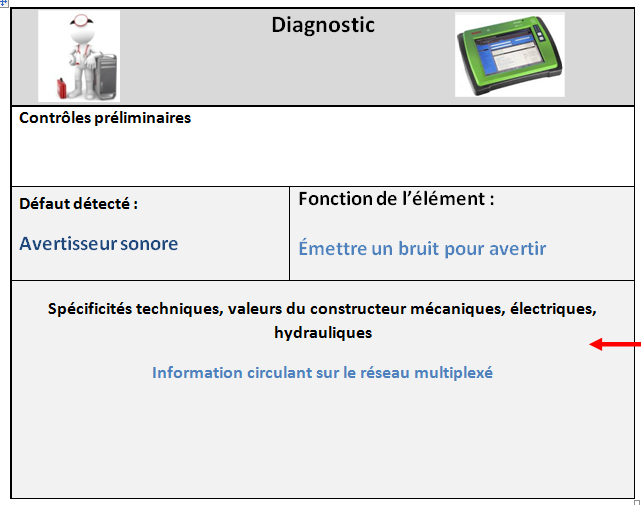 Diagnostic
Contrôles préliminaires
Défaut détecté :
Avertisseur sonore
Fonction de l’élément :
Émettre un bruit pour avertir
Spécificités techniques, valeurs du constructeur mécaniques, électriques,
hydrauliques
Information circulant sur le réseau multiplexé